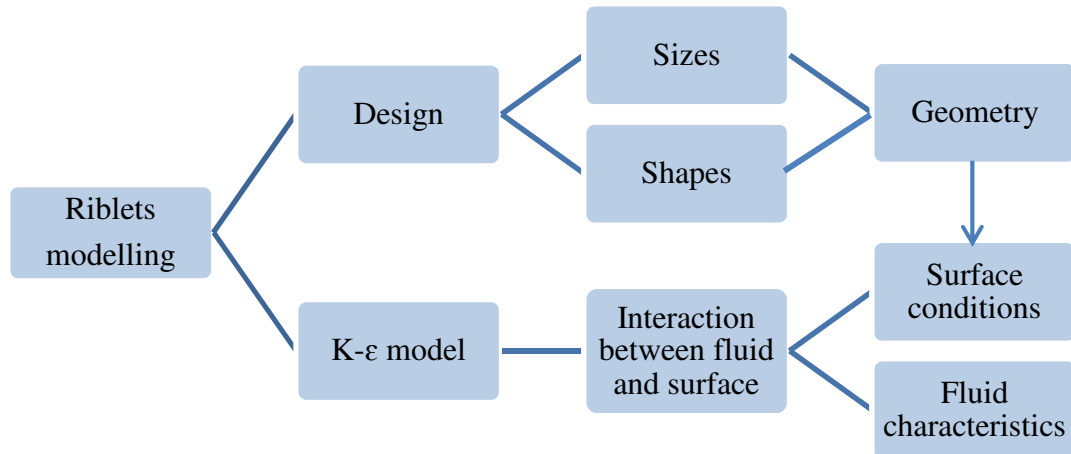 Riblets
modelling
Design
K-ε model
Sizes
Shapes
Interaction
between fluid
and surface
Geometry
Surface
conditions
Fluid
characteristics